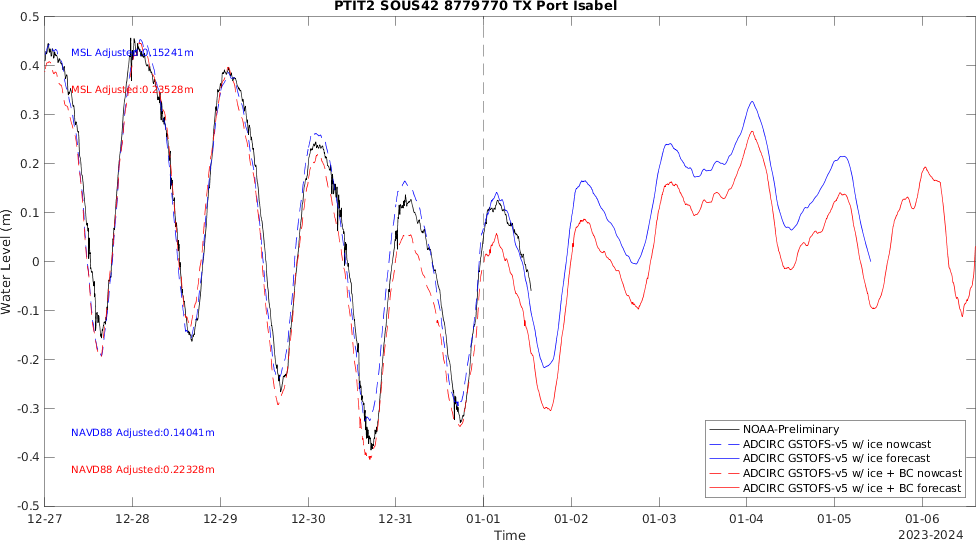 PTIT2 SOUS42 8779770 TX Port Isabel
0.5
0.4
0.3
0.2
0.1
0
-0.1
-0.2
-0.3
-0.4
-0.5
Water Level (m)
MSL Adjusted:0.15241m
MSL Adjusted:0.23528m
NAVD88 Adjusted:0.14041m
NAVD88 Adjusted:0.22328m
NOAA-Preliminary
ADCIRC GSTOFS-v5 w/ ice nowcast
ADCIRC GSTOFS-v5 w/ ice forecast
ADCIRC GSTOFS-v5 w/ ice + BC nowcast
ADCIRC GSTOFS-v5 w/ ice + BC forecast
12-27 12-28 12-29 12-30 12-31 01-01 01-02 01-03 01-04 01-05 01-06
Time
2023-2024